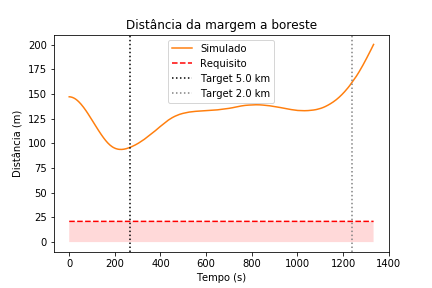 Distância da margem a boreste
Simulado
Requisito
Target 5.0 km
Target 2.0 km
Distância (m)
200
175
150
125
100
75
50
25
0
0 200 400 600 800 1000 1200 1400
Tempo (s)